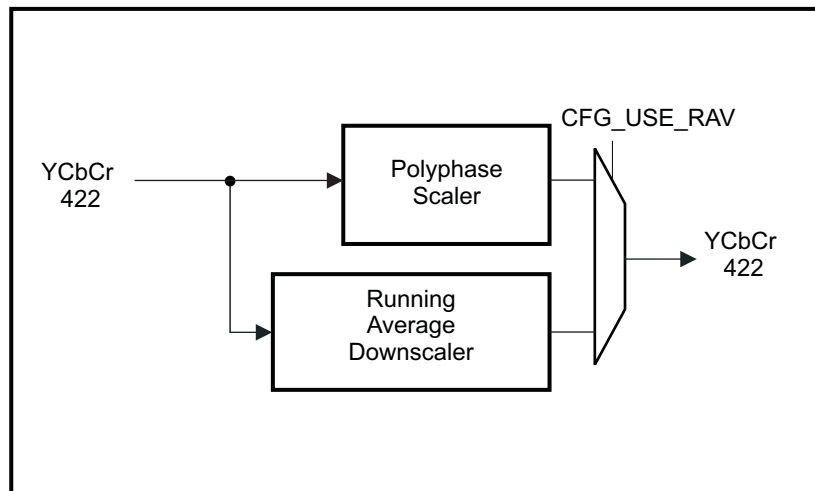 CFG_USE_RAV
YCbCr
422
Polyphase
Scaler
YCbCr
422
Running
Average
Downscaler